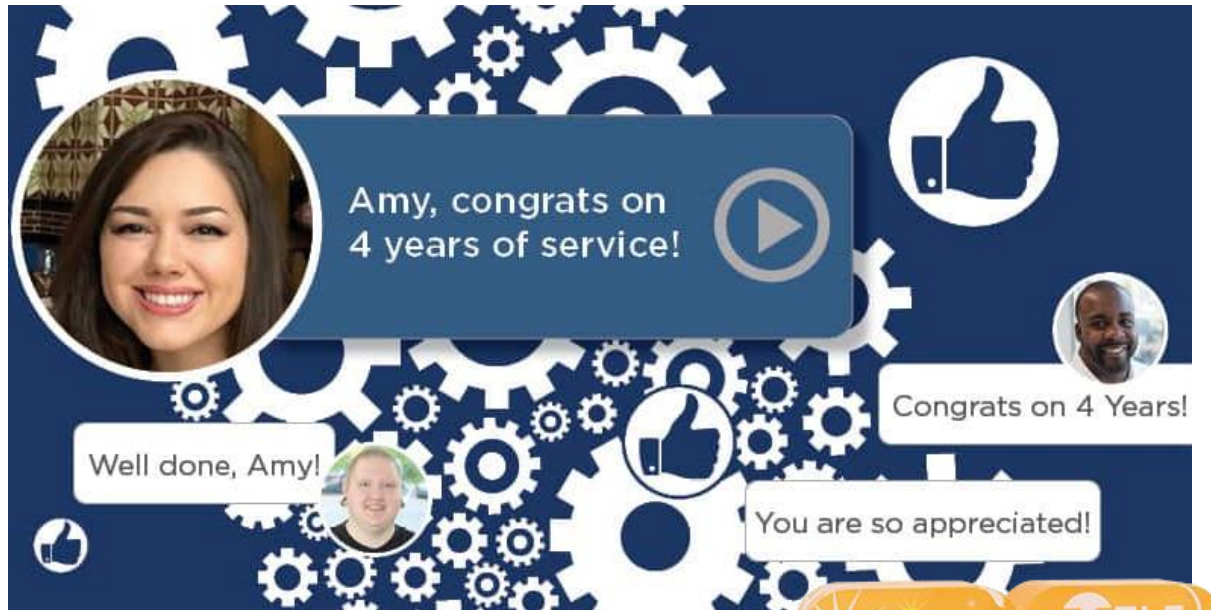 Amy, congrats on
4 years of service!
Congrats on 4 Years!
Well done, Amy!
You are so appreciated!